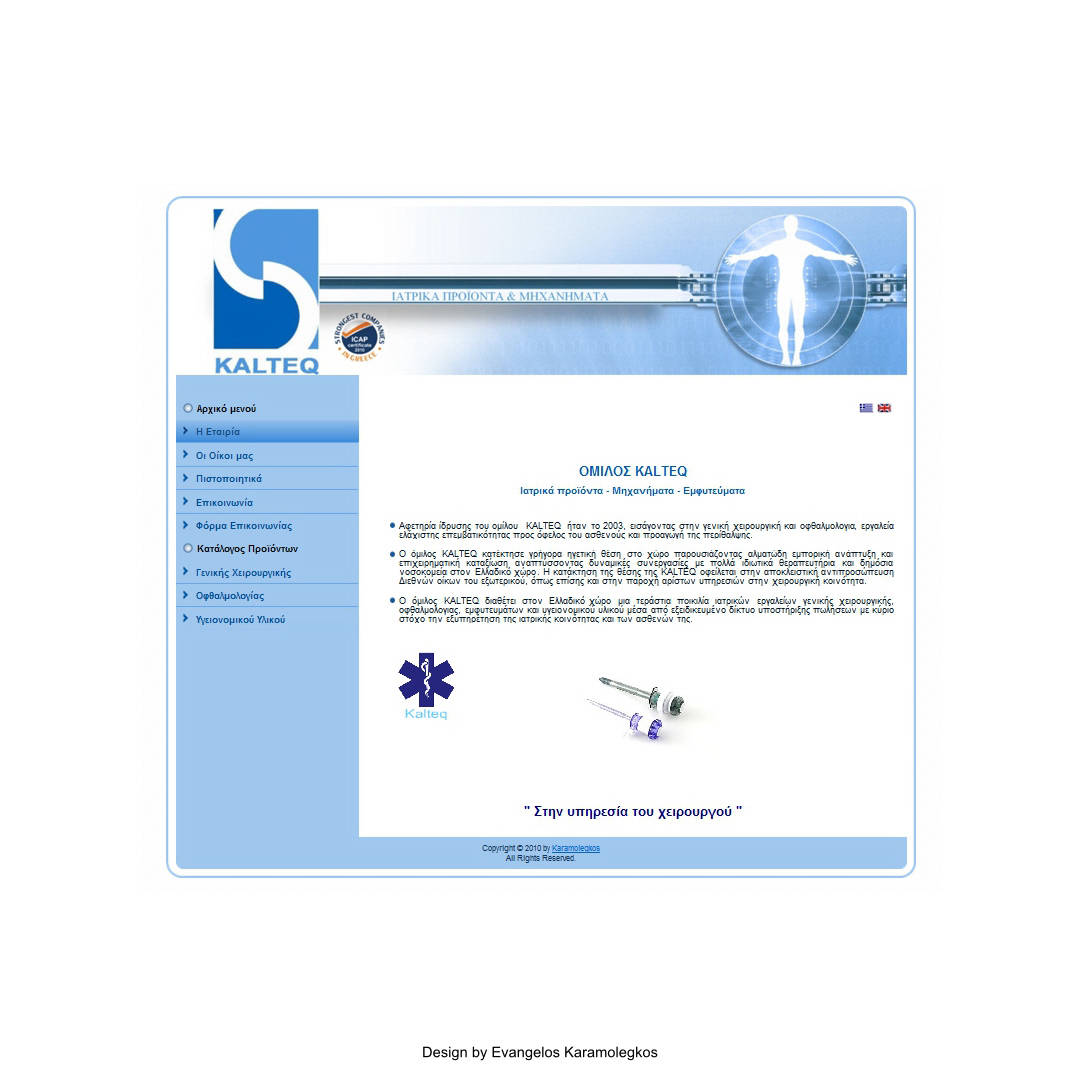 ΙΑΤΡΙΚΑ ΠΡΟΙΟΝΤΑ & ΜΗΧΑΝΗΜΑΤΑ
STRONGEST COMPANIES
ICAP
certificate
2010
IN GREECE
KALTEQ
Αρχικό μενού
Η Εταιρία
Οι Οίκοι μας
Πιστοποιητικά
Επικοινωνία
Φόρμα Επικοινωνίας
Κατάλογος Προϊόντων
Γενικής Χειρουργικής
Οφθαλμολογίας
Υγειονομικού Υλικού
ΟΜΙΛΟΣ KALTEQ
Ιατρικά προϊόντα - Μηχανήματα - Εμφυτεύματα
Αφετηρία ίδρυσης του ομίλου KALTEQ ήταν το 2003, εισάγοντας στην γενική χειρουργική και οφθαλμολογια, εργαλεία
ελάχιστης επεμβατικότητας προς όφελος του ασθενούς και προαγωγή της περίθαλψης.
Ο όμιλος KALTEQ κατέκτησε γρήγορα ηγετική θέση στο χώρο παρουσιάζοντας αλματώδη εμπορική ανάπτυξη και
επιχειρηματική καταξίωση αναπτύσσοντας δυναμικές συνεργασίες με πολλά ιδιωτικά θεραπευτήρια και δημόσια
νοσοκομεία στον Ελλαδικό χώρο. Η κατάκτηση της θέσης της KALTEQ οφείλεται στην αποκλειστική αντιπροσώπευση
Διεθνών οίκων του εξωτερικού, όπως επίσης και στην παροχή αρίστων υπηρεσιών στην χειρουργική κοινότητα.
Ο όμιλος KALTEQ διαθέτει στον Ελλαδικό χώρο μια τεράστια ποικιλία ιατρικών εργαλείων γενικής χειρουργικής,
οφθαλμολογιας, εμφυτευμάτων και υγειονομικού υλικού μέσα από εξειδικευμένο δίκτυο υποστήριξης πωλήσεων με κύριο
στόχο την εξυπηρέτηση της ιατρικής κοινότητας και των ασθενών της.
Kalteq
" Στην υπηρεσία του χειρουργού "
Copyright © 2010 by Karamolegkos
All Rights Reserved.
Design by Evangelos Karamolegkos